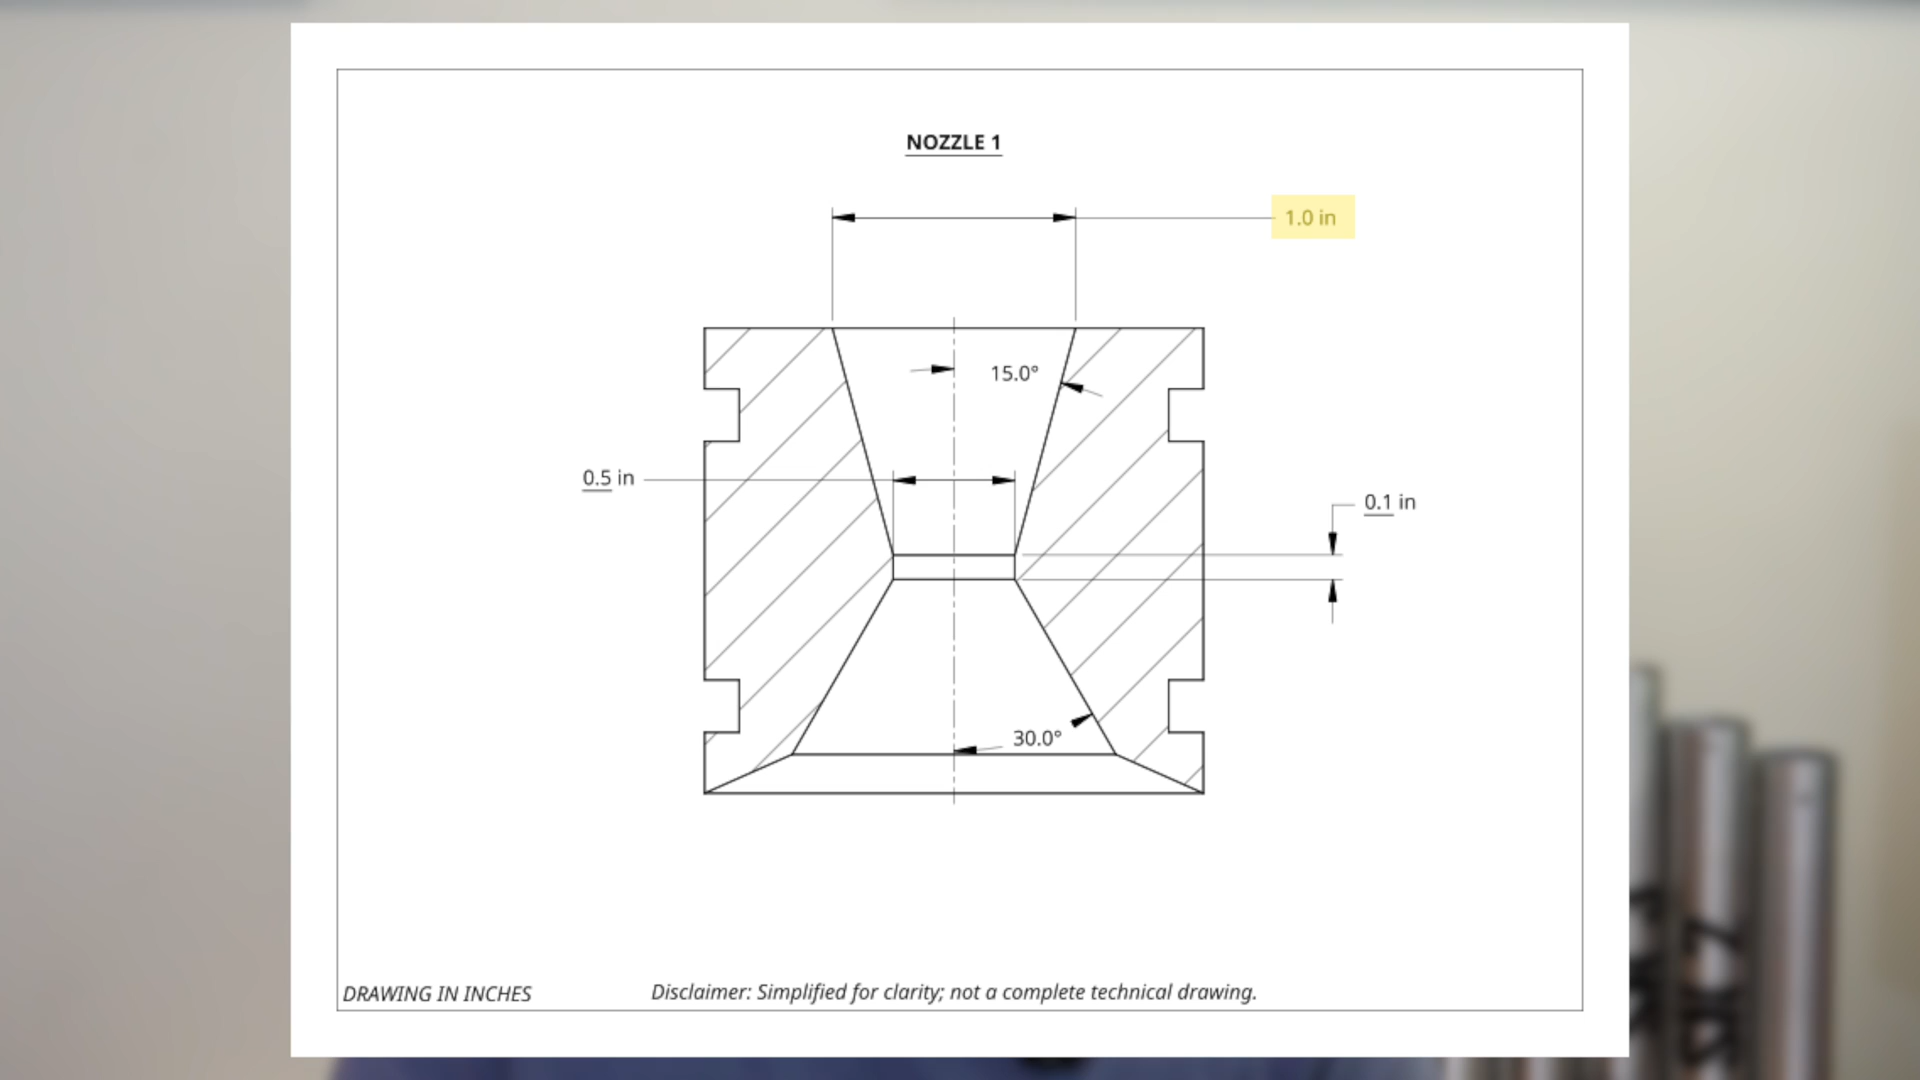 NOZZLE 1
1.0 in
15.0°
0.5 in
0.1 in
30.0°
DRAWING IN INCHES
Disclaimer: Simplified for clarity; not a complete technical drawing.